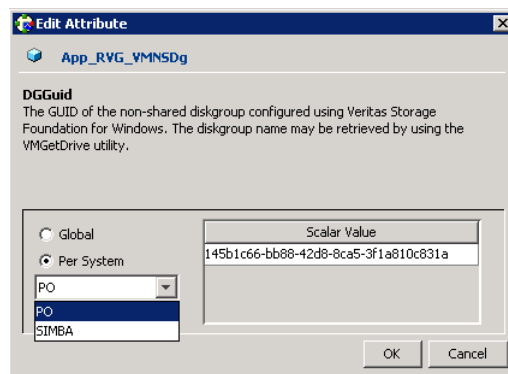 Edit Attribute
App_RVG_VMNSDg
DGGuid
The GUID of the non-shared diskgroup configured using Veritas Storage
Foundation for Windows. The diskgroup name may be retrieved by using the
VMGetDrive utility.
Global
Per System
PO
PO
SIMBA
Scalar Value
145b1c66-bb88-42d8-8ca5-3f1a810c831a
OK
Cancel